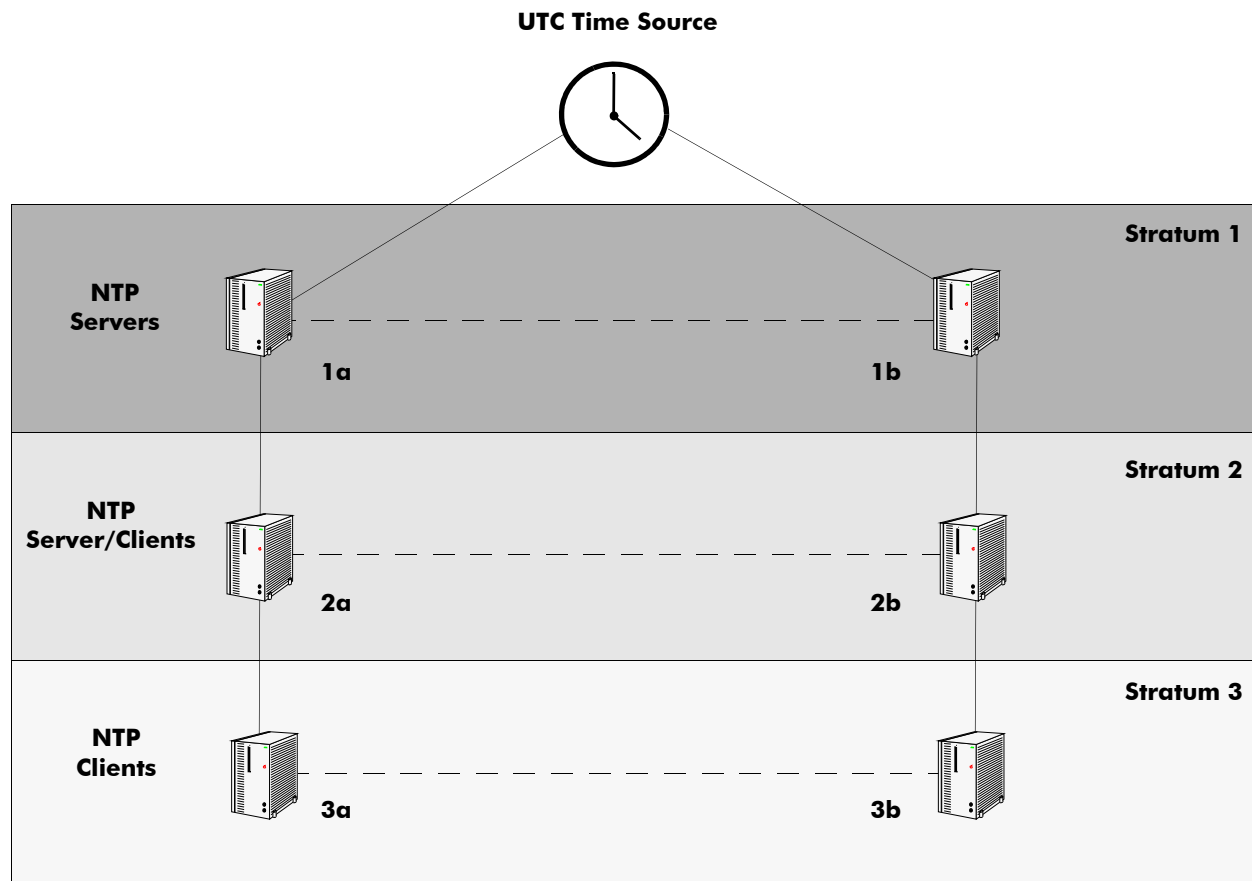 UTC Time Source
Stratum 1
NTP
Servers
1a
1b
Stratum 2
NTP
Server/Clients
2a
2b
Stratum 3
NTP
Clients
3a
3b